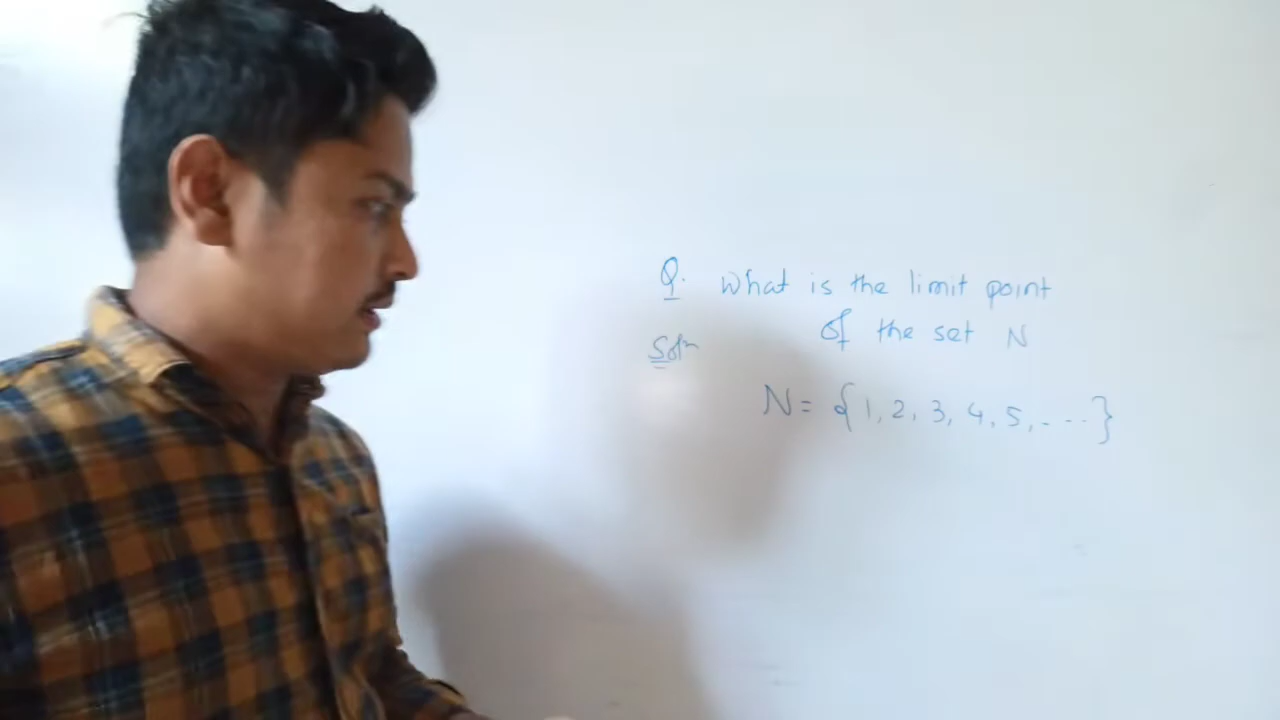 Q. What is the limit point
of the set N
Soln
N = {1, 2, 3, 4, 5, - - - -}